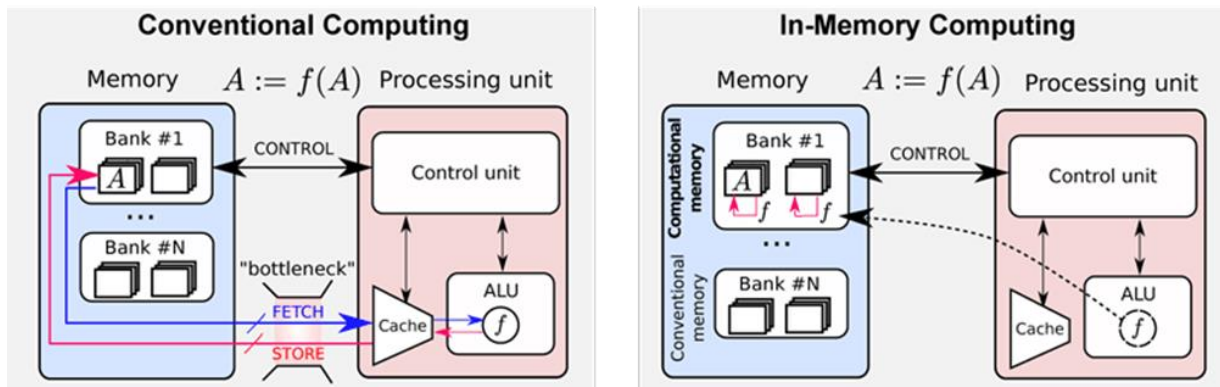 Conventional Computing
Memory
A := f(A)
Processing unit
Bank #1
A
...
Bank #N
CONTROL
"bottleneck"
FETCH
STORE
Control unit
Cache
ALU
f
In-Memory Computing
Memory
A := f(A)
Processing unit
Computational
memory
Bank #1
A
f
f
...
Conventional
memory
Bank #N
CONTROL
Control unit
Cache
ALU
f